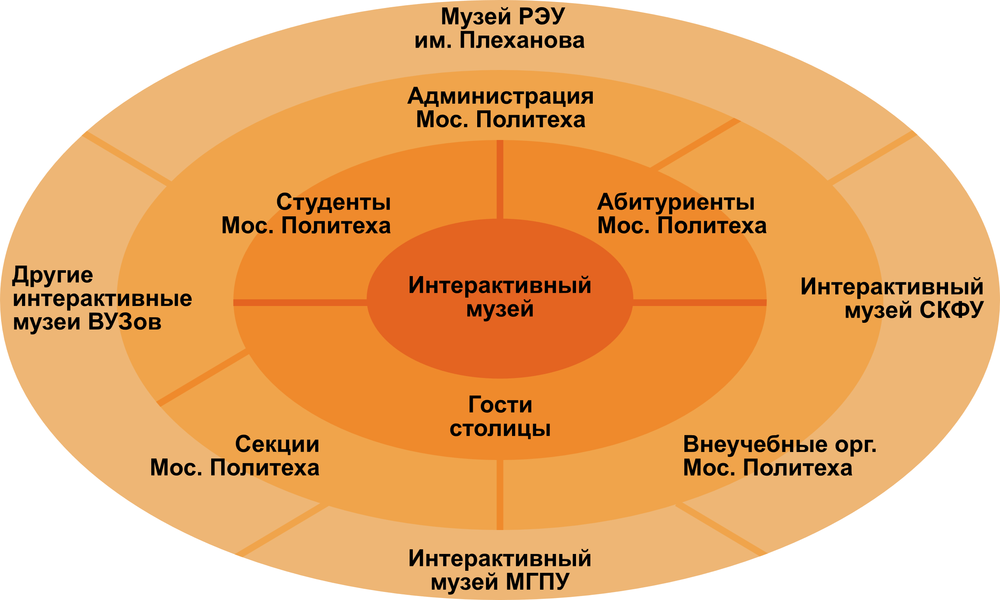 Музей РЭУ
им. Плеханова
Администрация
Мос. Политеха
Студенты
Мос. Политеха
Абитуриенты
Мос. Политеха
Другие
интерактивные
музеи ВУЗов
Интерактивный
музей
Интерактивный
музей СКФУ
Гости
столицы
Секции
Мос. Политеха
Внеучебные орг.
Мос. Политеха
Интерактивный
музей МГПУ